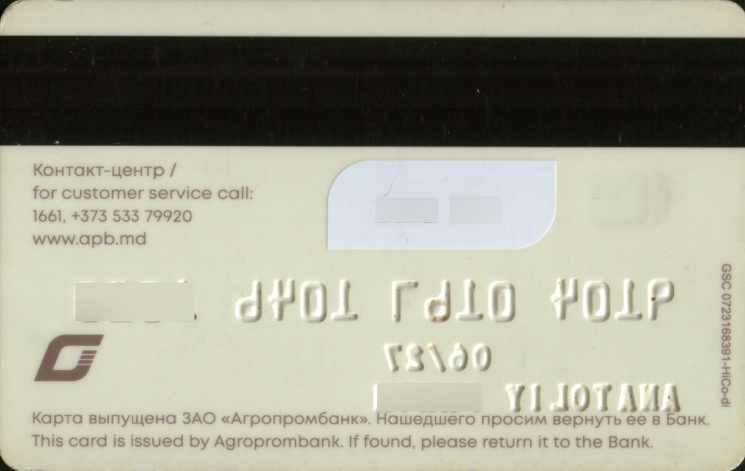 Контакт-центр /
for customer service call:
1661, +373 533 79920
www.apb.md
GSC 0723168391-HiCo-di
ANATOLIY
Карта выпущена ЗАО «Агропромбанк». Нашедшего просим вернуть ее в Банк.
This card is issued by Agroprombank. If found, please return it to the Bank.